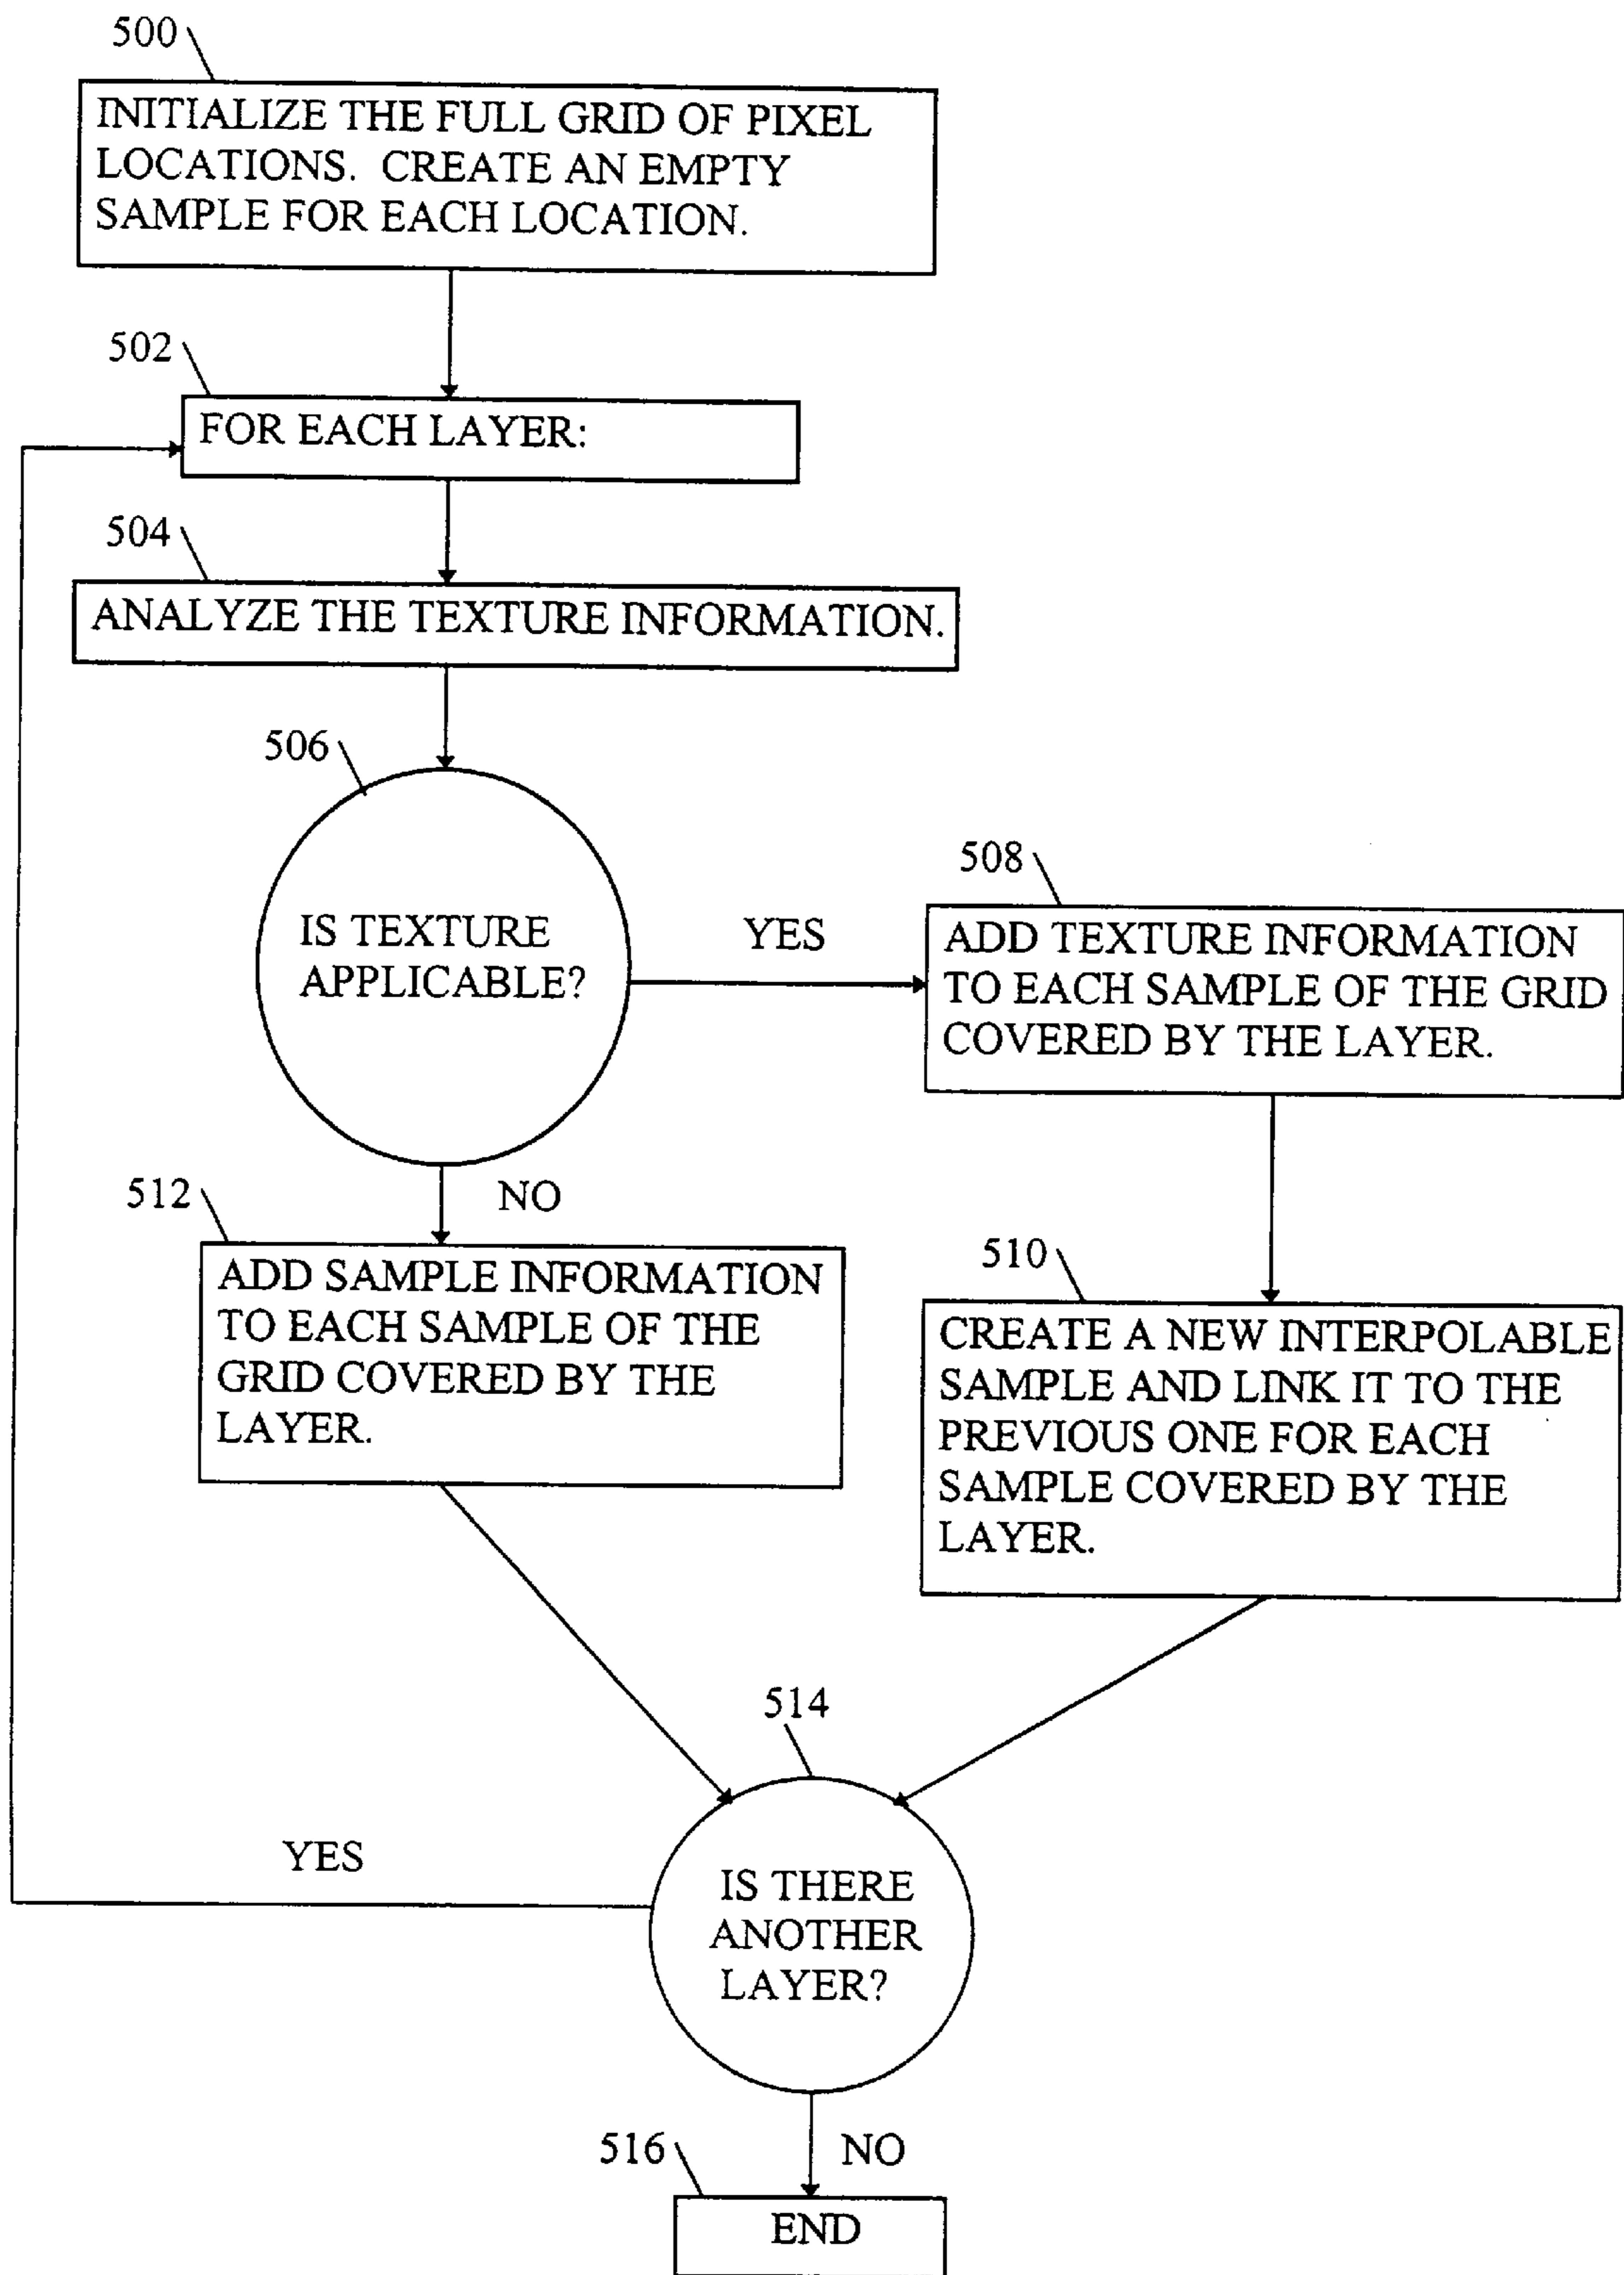 500
INITIALIZE THE FULL GRID OF PIXEL
LOCATIONS. CREATE AN EMPTY
SAMPLE FOR EACH LOCATION.
502
FOR EACH LAYER:
504
ANALYZE THE TEXTURE INFORMATION.
506
IS TEXTURE
APPLICABLE?
YES
508
ADD TEXTURE INFORMATION
TO EACH SAMPLE OF THE GRID
COVERED BY THE LAYER.
NO
512
ADD SAMPLE INFORMATION
TO EACH SAMPLE OF THE
GRID COVERED BY THE
LAYER.
510
CREATE A NEW INTERPOLABLE
SAMPLE AND LINK IT TO THE
PREVIOUS ONE FOR EACH
SAMPLE COVERED BY THE
LAYER.
514
IS THERE
ANOTHER
LAYER?
YES
NO
516
END